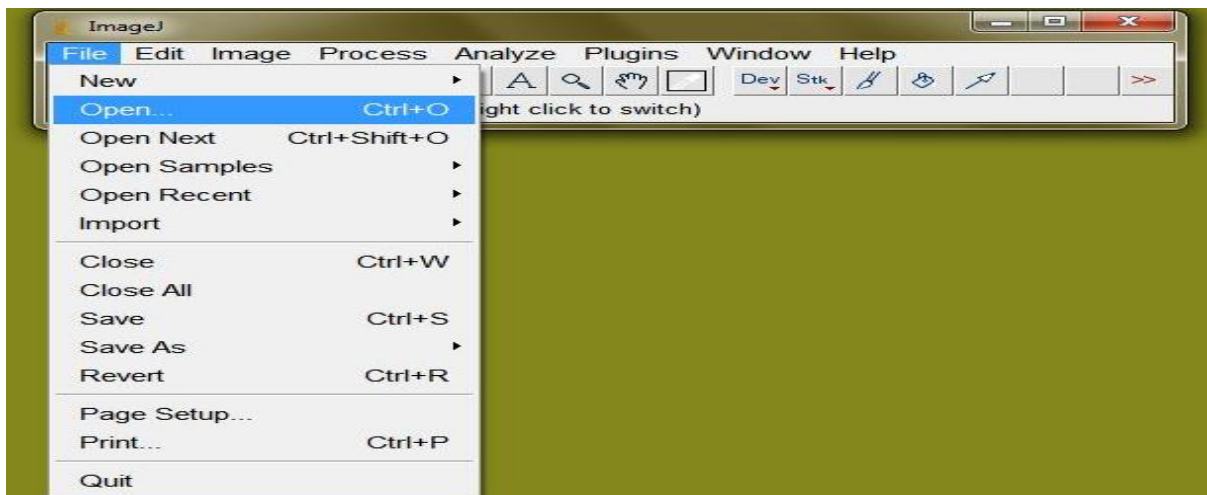 ImageJ
File Edit Image Process Analyze Plugins Window Help
New
A Dev Stk >>
Open... Ctrl+O
ight click to switch)
Open Next Ctrl+Shift+O
Open Samples
Open Recent
Import
Close Ctrl+W
Close All
Save Ctrl+S
Save As
Revert Ctrl+R
Page Setup...
Print... Ctrl+P
Quit